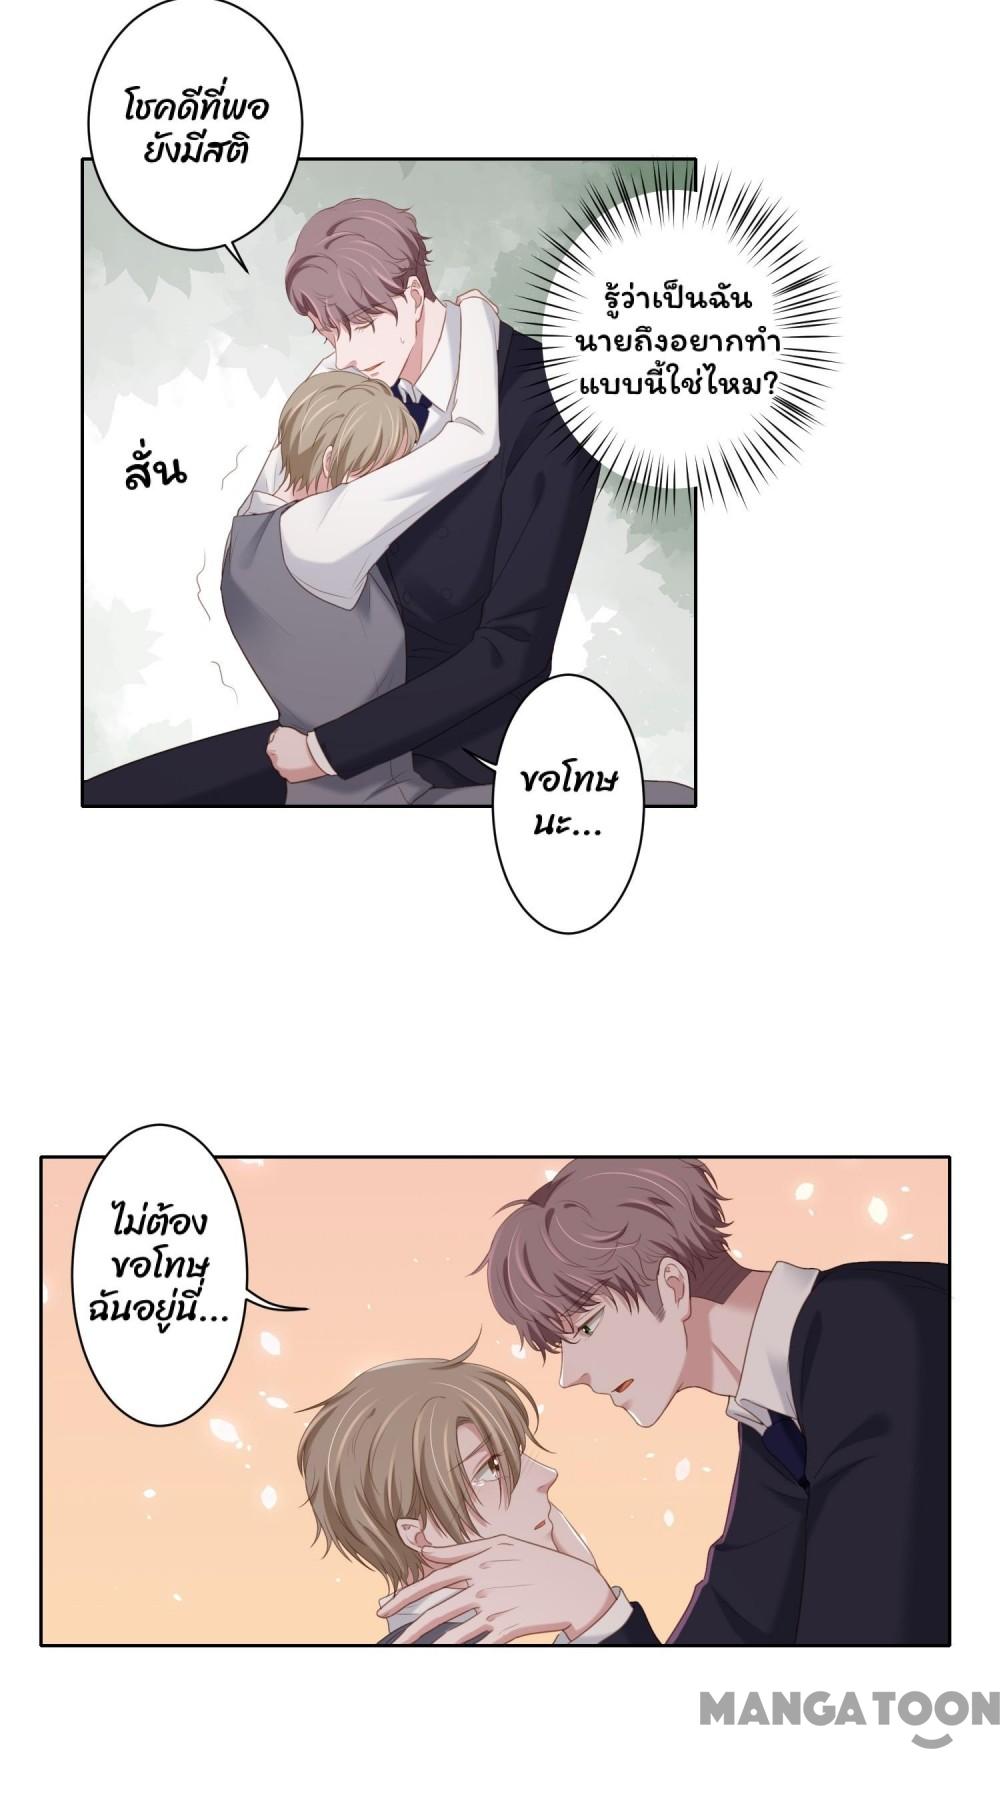 โชคดีที่พอ
ยังมีสติ
รู้ว่าเป็นฉัน
นายถึงอยากทำ
แบบนี้ใช่ไหม?
สั่น
ขอโทษ
นะ...
ไม่ต้อง
ขอโทษ
ฉันอยู่นี่...
MANGATOON